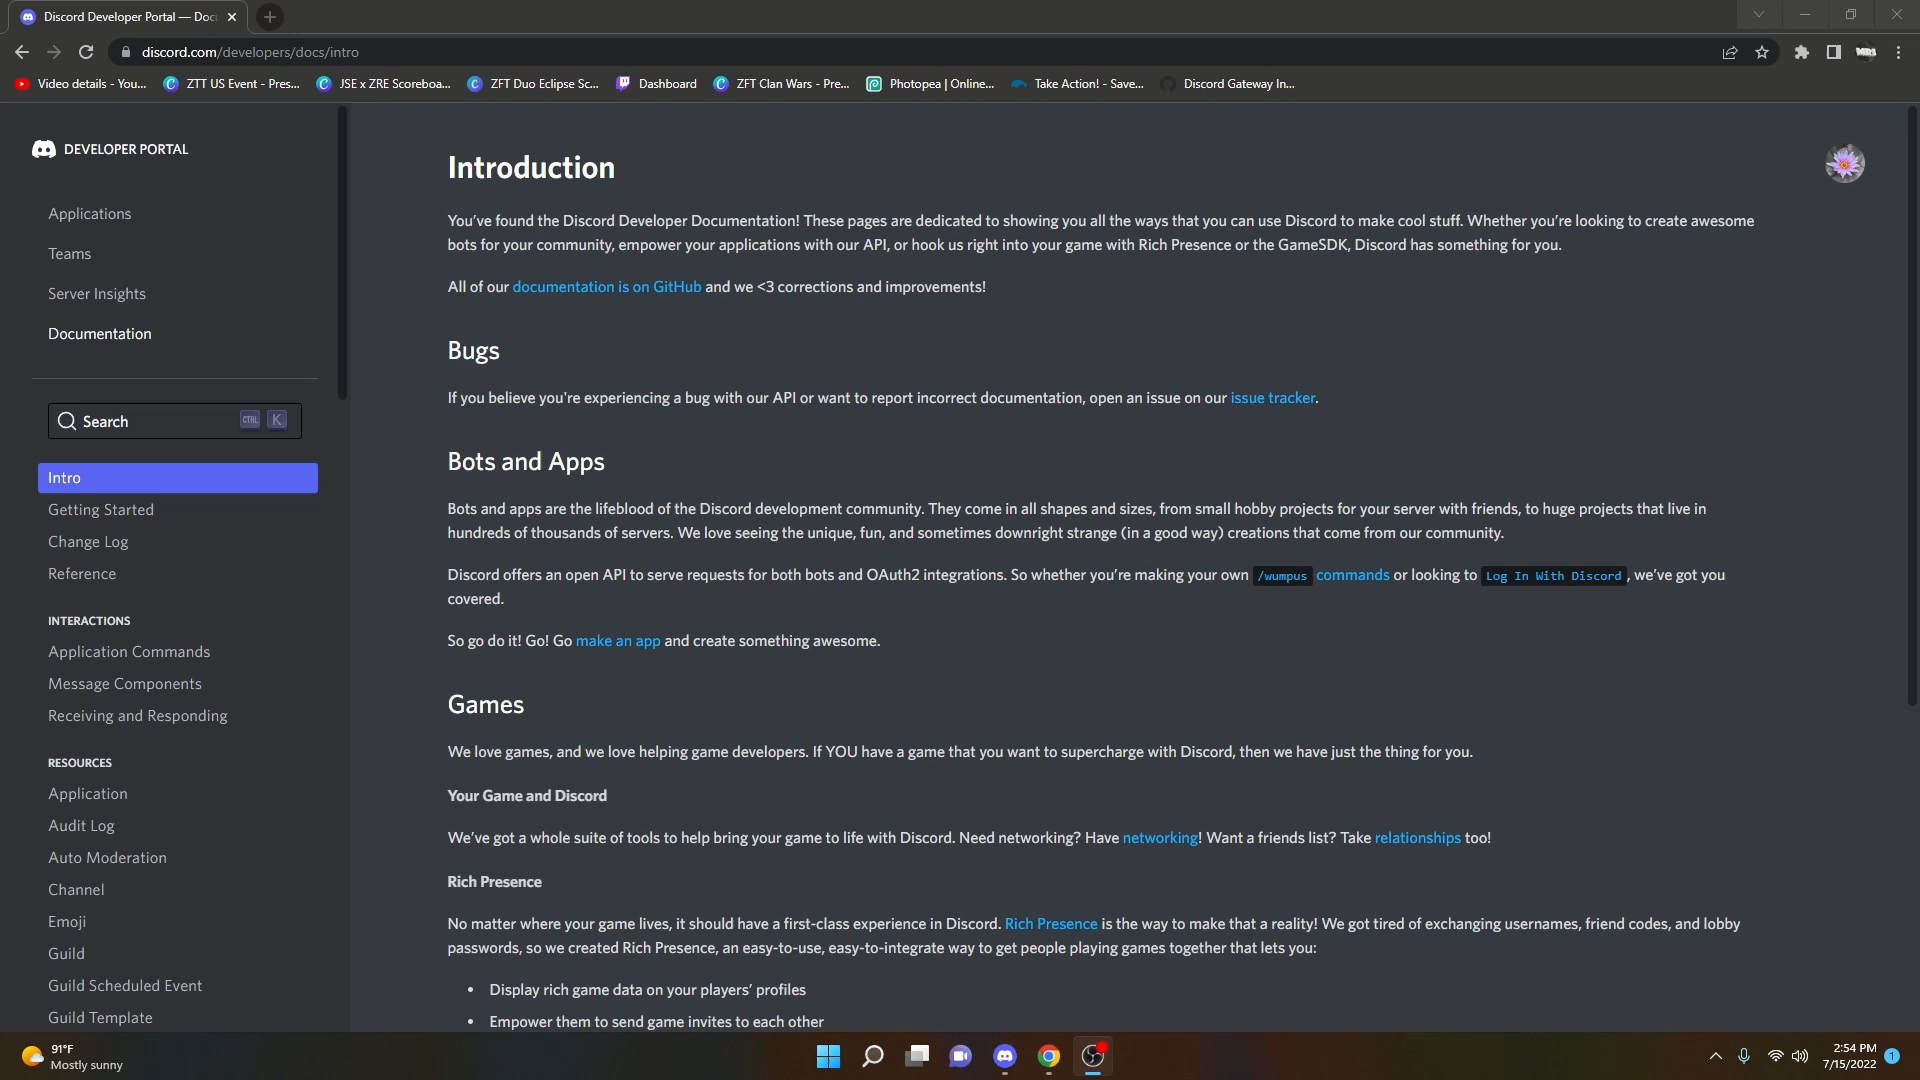 Discord Developer Portal — Doc
discord.com/developers/docs/intro
Video details - You...
ZTT US Event - Pres...
JSE x ZRE Scoreboa...
ZFT Duo Eclipse Sc...
Dashboard
ZFT Clan Wars - Pre...
Photopea | Online...
Take Action! - Save...
Discord Gateway In...
DEVELOPER PORTAL
Applications
Teams
Server Insights
Documentation
Search
CTRL K
Intro
Getting Started
Change Log
Reference
INTERACTIONS
Application Commands
Message Components
Receiving and Responding
RESOURCES
Application
Audit Log
Auto Moderation
Channel
Emoji
Guild
Guild Scheduled Event
Guild Template
Introduction
You've found the Discord Developer Documentation! These pages are dedicated to showing you all the ways that you can use Discord to make cool stuff. Whether you're looking to create awesome
bots for your community, empower your applications with our API, or hook us right into your game with Rich Presence or the GameSDK, Discord has something for you.
All of our documentation is on GitHub and we <3 corrections and improvements!
Bugs
If you believe you're experiencing a bug with our API or want to report incorrect documentation, open an issue on our issue tracker.
Bots and Apps
Bots and apps are the lifeblood of the Discord development community. They come in all shapes and sizes, from small hobby projects for your server with friends, to huge projects that live in
hundreds of thousands of servers. We love seeing the unique, fun, and sometimes downright strange (in a good way) creations that come from our community.
Discord offers an open API to serve requests for both bots and OAuth2 integrations. So whether you're making your own /wumpus commands or looking to Log In With Discord, we've got you
covered.
So go do it! Go! Go make an app and create something awesome.
Games
We love games, and we love helping game developers. If YOU have a game that you want to supercharge with Discord, then we have just the thing for you.
Your Game and Discord
We've got a whole suite of tools to help bring your game to life with Discord. Need networking? Have networking! Want a friends list? Take relationships too!
Rich Presence
No matter where your game lives, it should have a first-class experience in Discord. Rich Presence is the way to make that a reality! We got tired of exchanging usernames, friend codes, and lobby
passwords, so we created Rich Presence, an easy-to-use, easy-to-integrate way to get people playing games together that lets you:
• Display rich game data on your players' profiles
• Empower them to send game invites to each other
91°F
Mostly sunny
2:54 PM
7/15/2022
1